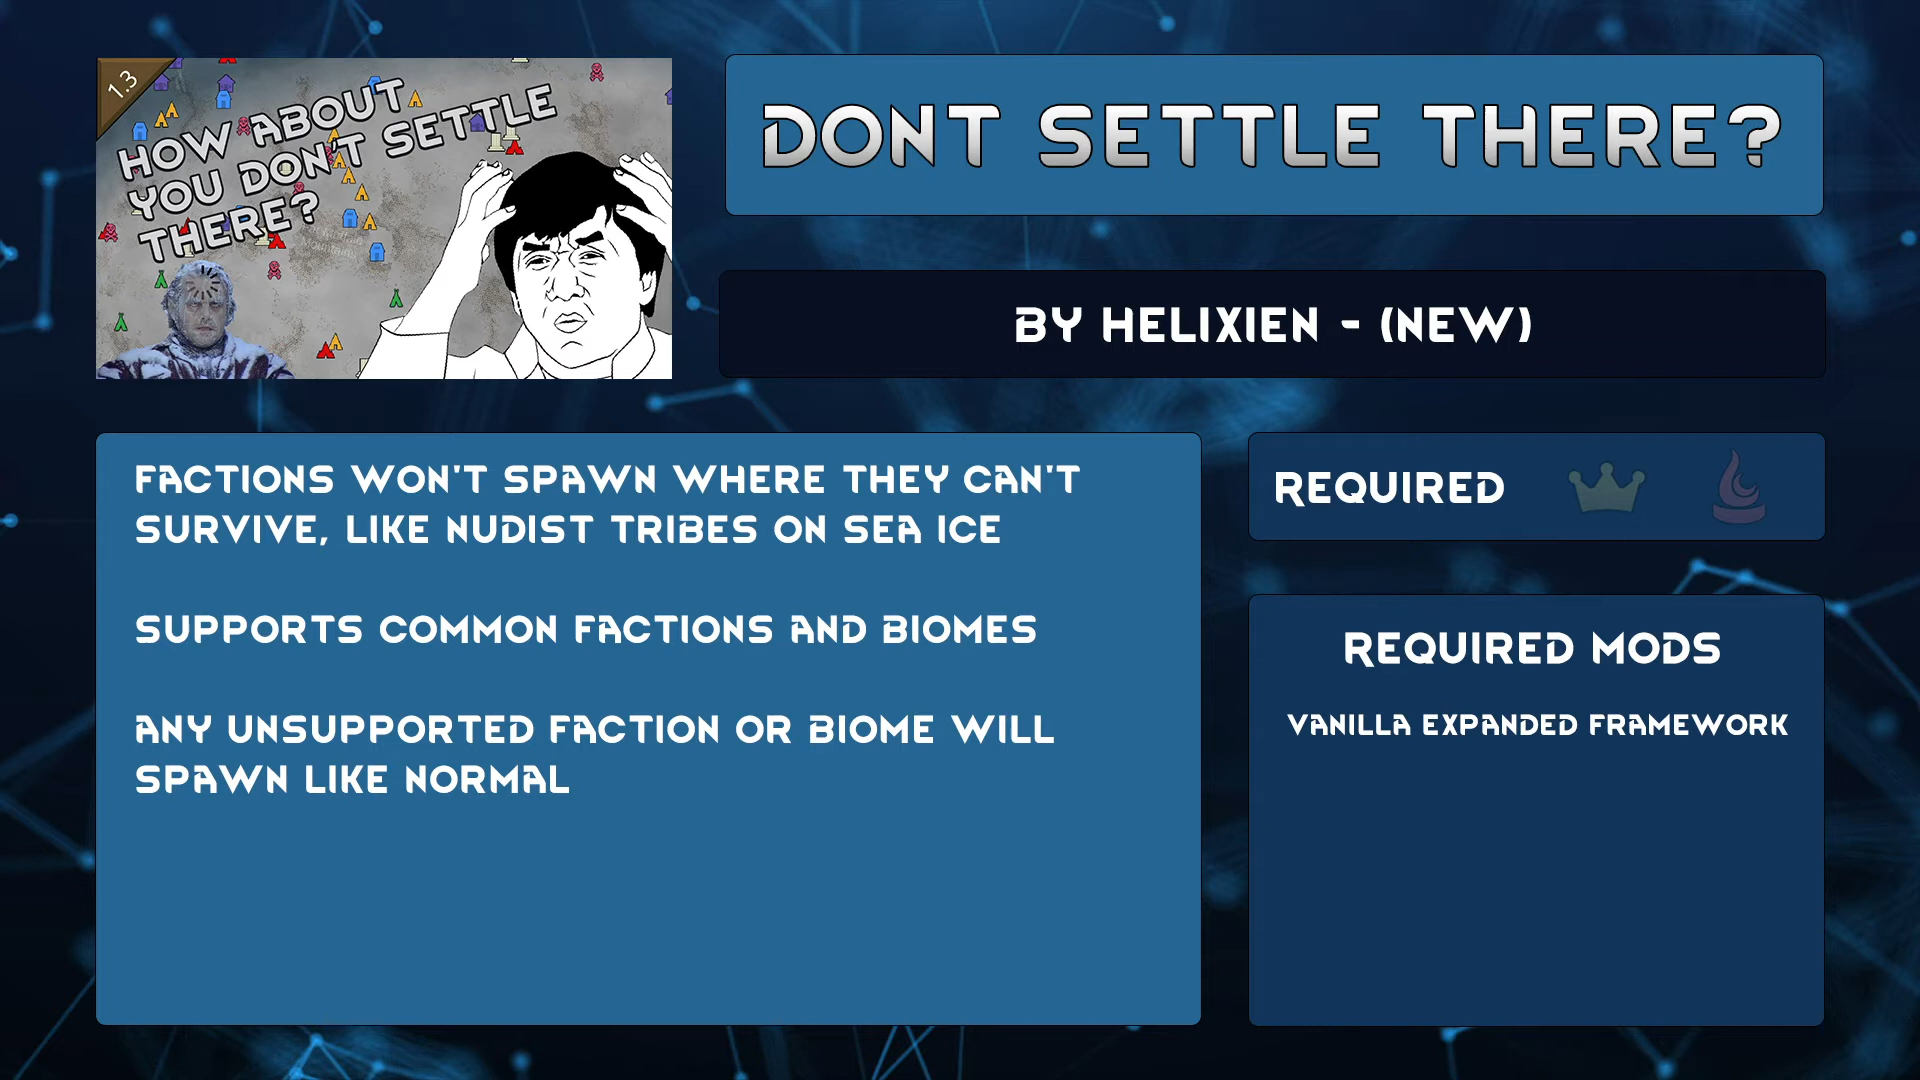 1.3
HOW ABOUT
YOU DON'T SETTLE
THERE?
DONT SETTLE THERE?
BY HELIXIEN - (NEW)
FACTIONS WON'T SPAWN WHERE THEY CAN'T
SURVIVE, LIKE NUDIST TRIBES ON SEA ICE
SUPPORTS COMMON FACTIONS AND BIOMES
ANY UNSUPPORTED FACTION OR BIOME WILL
SPAWN LIKE NORMAL
REQUIRED
REQUIRED MODS
VANILLA EXPANDED FRAMEWORK